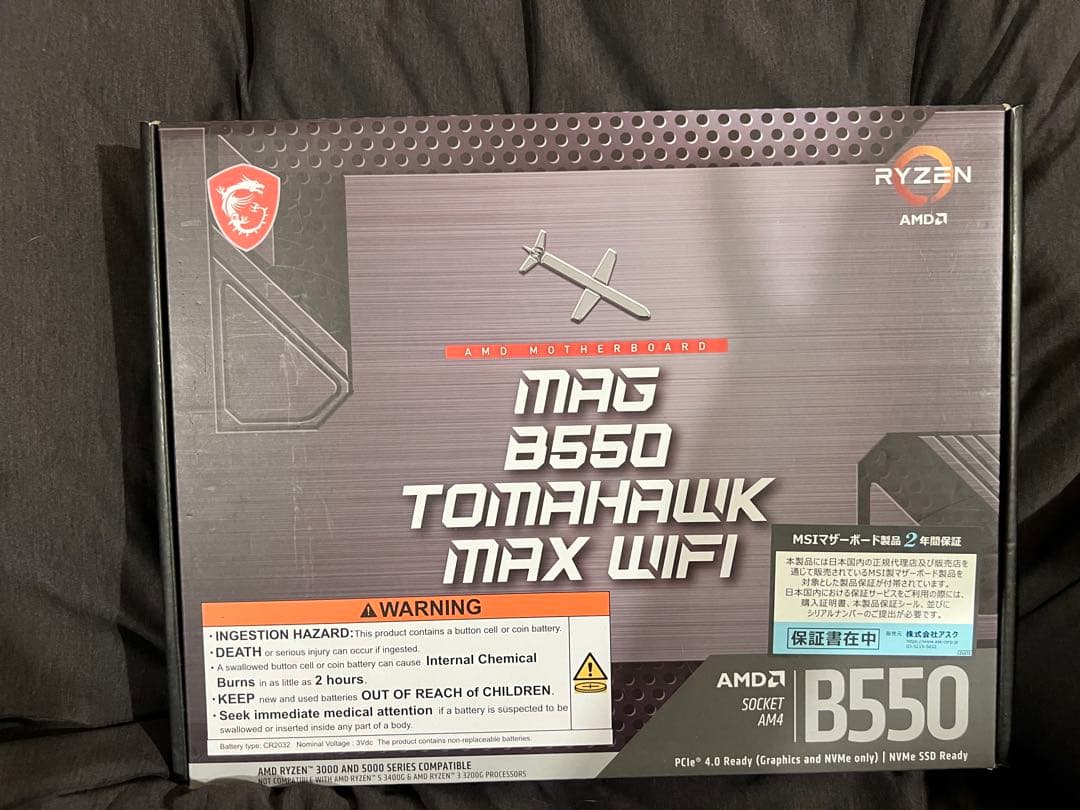 RYZEN
AMD
AMD MOTHERBOARD
MAG
B550
TOMAHAWK
MAX WIFI
MSIマザーボード製品2年間保証
本製品には日本国内の正規代理店及び販売店を
通じて販売されているMSI製マザーボード製品を
対象とした製品保証が付帯されています。
日本国内における保証サービスをご利用の際には、
購入証明書、本製品保証シール、並びに
シリアルナンバーのご提出が必要です。
保証書在中
販売元 株式会社アスク
https://www.ask-corp.jp
03-5215-5652
WARNING
・INGESTION HAZARD: This product contains a button cell or coin battery.
・DEATH or serious injury can occur if ingested.
・A swallowed button cell or coin battery can cause Internal Chemical
Burns in as little as 2 hours.
・KEEP new and used batteries OUT OF REACH of CHILDREN.
・Seek immediate medical attention if a battery is suspected to be
swallowed or inserted inside any part of a body.
Battery type: CR2032 Nominal Voltage : 3Vdc The product contains non-replaceable batteries.
AMD
SOCKET
AM4
B550
PCIe® 4.0 Ready (Graphics and NVMe only) | NVMe SSD Ready
AMD RYZEN™ 3000 AND 5000 SERIES COMPATIBLE
NOT COMPATIBLE WITH AMD RYZEN™ 5 3400G & AMD RYZEN™ 3 3200G PROCESSORS